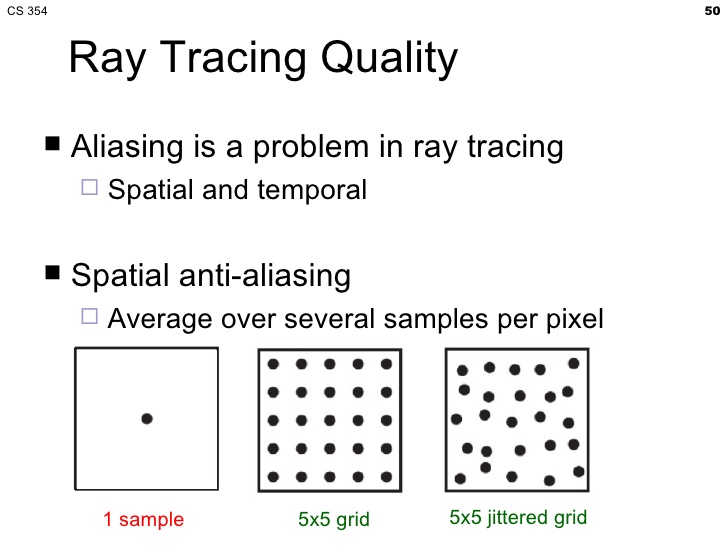 CS 354
50
Ray Tracing Quality
Aliasing is a problem in ray tracing
Spatial and temporal
Spatial anti-aliasing
Average over several samples per pixel
1 sample
5x5 grid
5x5 jittered grid